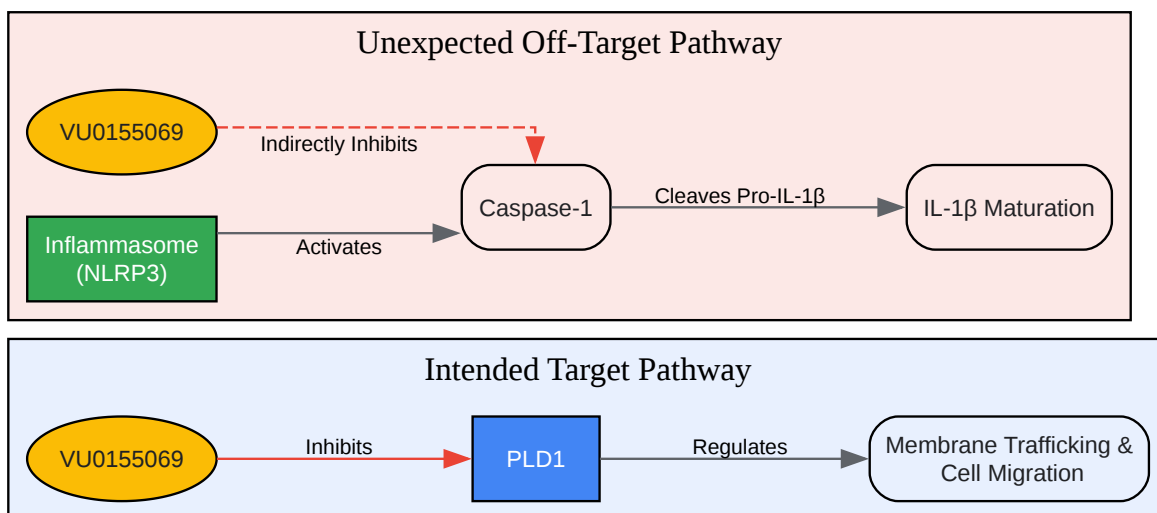 Unexpected Off-Target Pathway
VU0155069
Indirectly Inhibits
Caspase-1
Cleaves Pro-IL-1β
IL-1β Maturation
Inflammasome
(NLRP3)
Activates
Intended Target Pathway
VU0155069
Inhibits
PLD1
Regulates
Membrane Trafficking &
Cell Migration